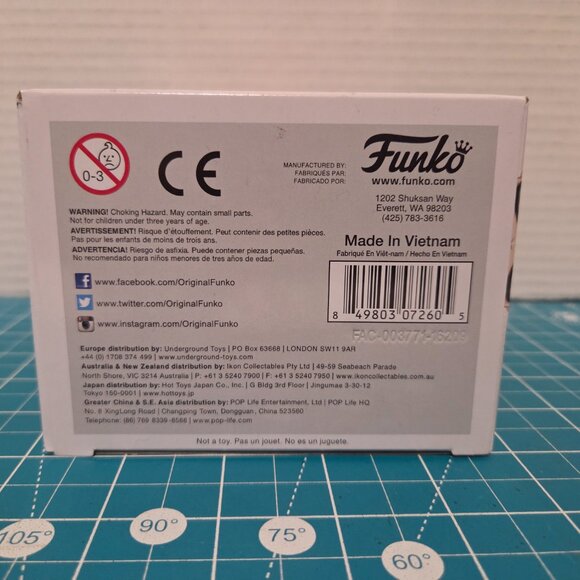 0-3
CE
MANUFACTURED BY:
FABRIQUÉ PAR:
FABRICADO POR:
Funko
www.funko.com
1202 Shuksan Way
Everett, WA 98203
(425) 783-3616
WARNING! Choking Hazard. May contain small parts.
Not for children under three years of age.
AVERTISSEMENT! Risque d'étouffement. Peut contenir des petites pièces.
Pas pour les enfants de moins de trois ans.
ADVERTENCIA! Riesgo de asfixia. Puede contener piezas pequeñas.
No recomendado para niños menores de tres años de edad.
Made In Vietnam
Fabriqué En Viêt-nam / Hecho En Vietnam
www.facebook.com/OriginalFunko
www.twitter.com/OriginalFunko
www.instagram.com/OriginalFunko
8 49803 07260 5
FAC-003771-16209
Europe distribution by: Underground Toys | PO Box 63668 | LONDON SW11 9AR
+44 (0) 1708 374 499 | www.underground-toys.com
Australia & New Zealand distribution by: Ikon Collectables Pty Ltd | 49-59 Seabeach Parade
North Shore, VIC 3214 Australia | P: +61 3 5240 7900 | F: +61 3 5240 7950 | www.ikoncollectables.com.au
Japan distribution by: Hot Toys Japan Co., Inc. | G Bldg 3rd Floor | Jingumae 3-30-12
Tokyo 150-0001 | www.hottoys.jp
Greater China & S.E. Asia distribution by: POP Life Entertainment, Ltd | POP Life HQ
No. 8 XingLong Road | Changping Town, Dongguan, China 523560
Telephone: (86) 769 8339-8568 | www.pop-life.com
Not a toy. Pas un jouet. No es un juguete.
105°
90°
75°
60°